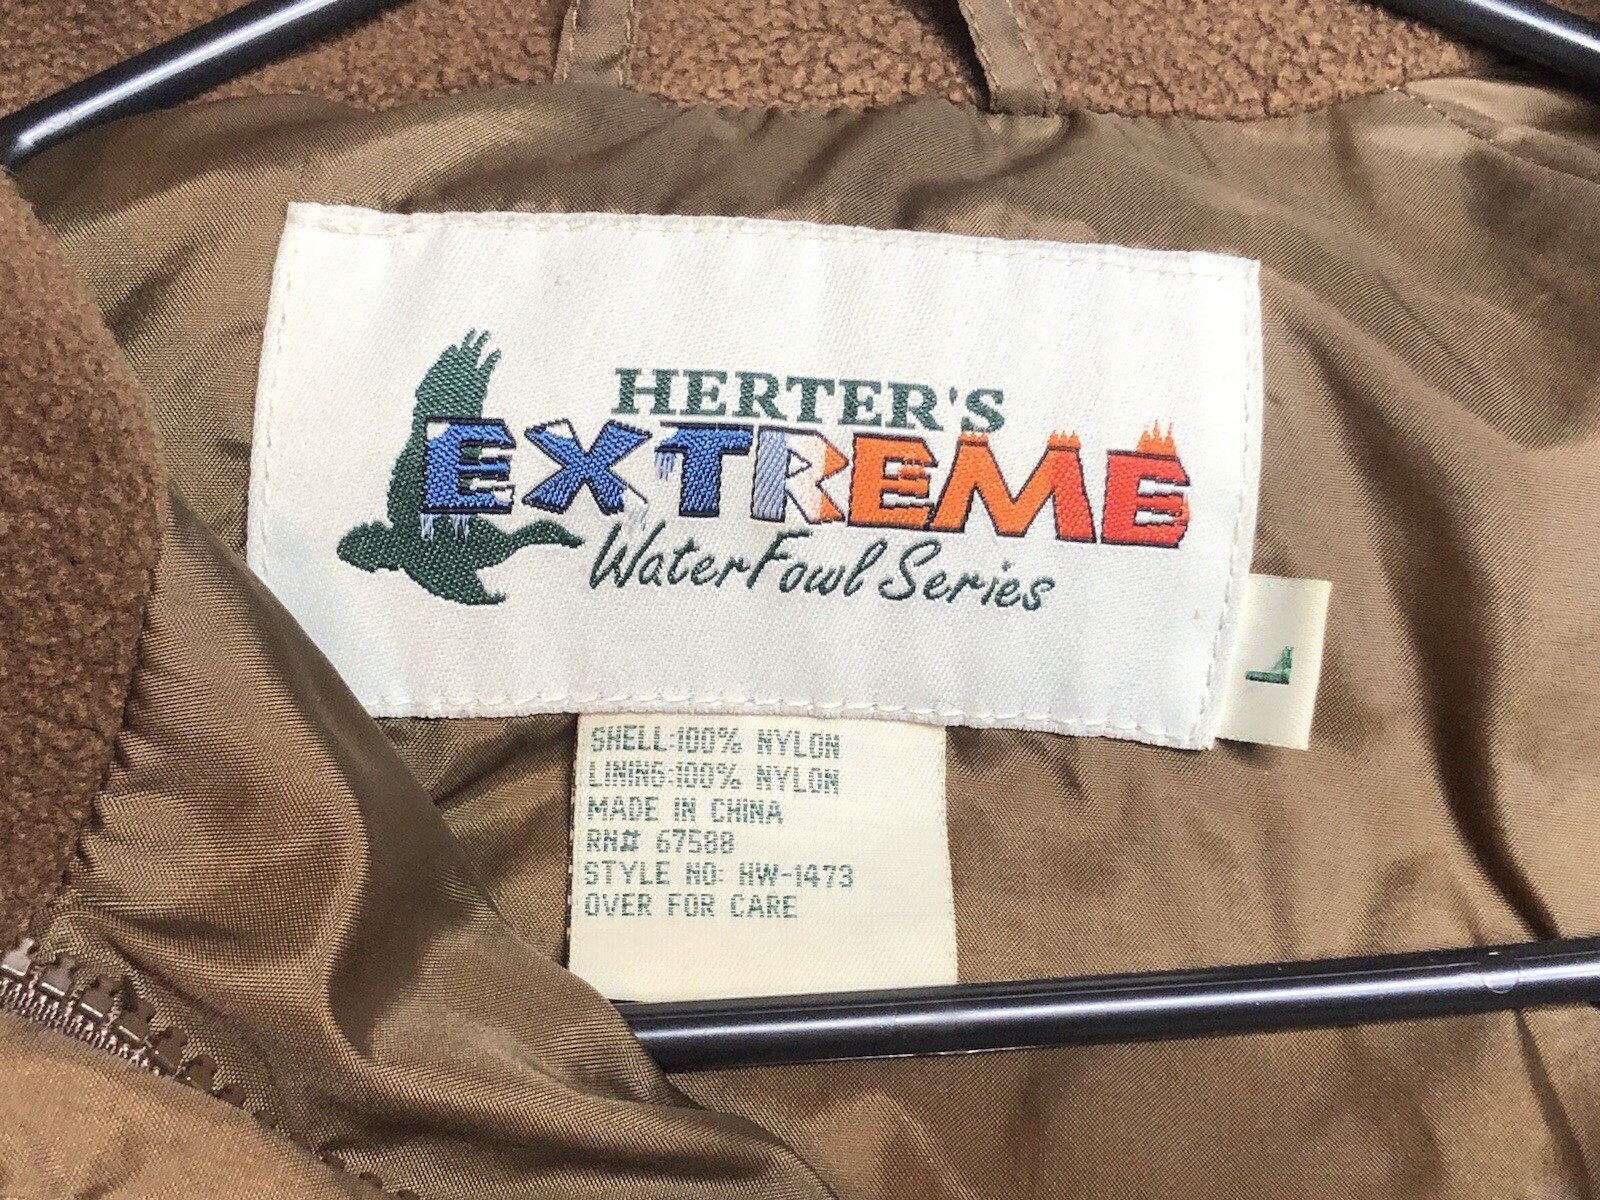 HERTER'S
EXTREME
WaterFowl Series
L
SHELL:100% NYLON
LINING:100% NYLON
MADE IN CHINA
RN# 67588
STYLE NO: HW-1473
OVER FOR CARE